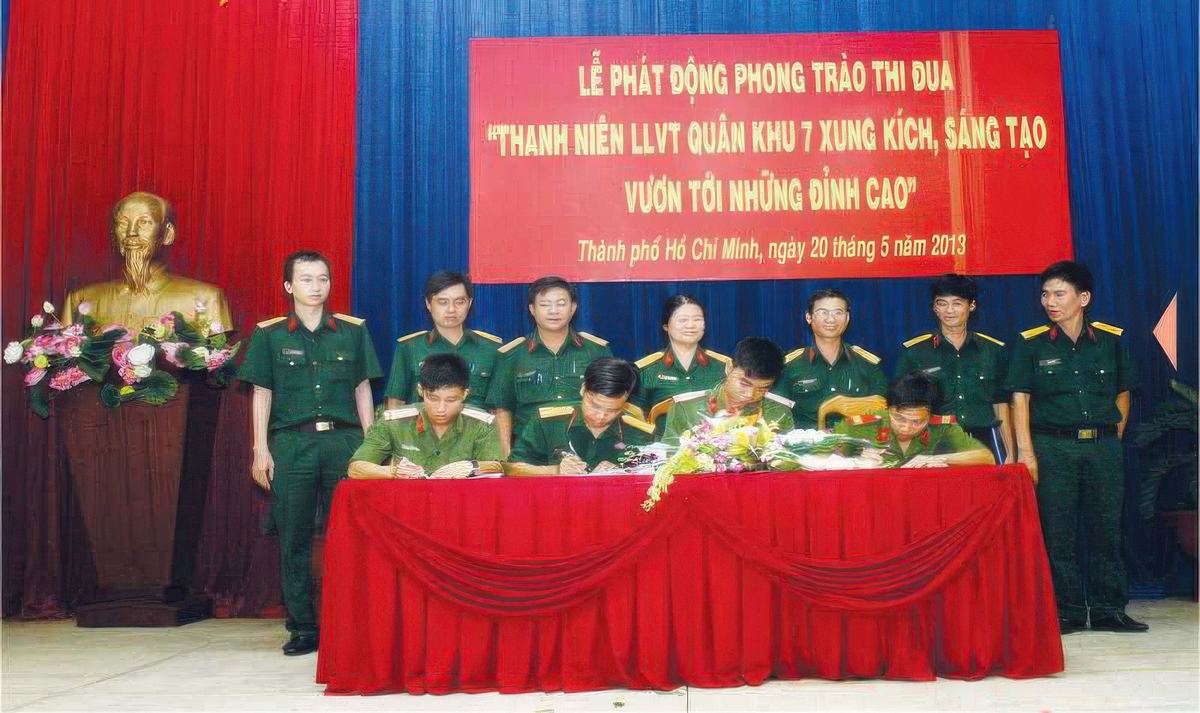 LỄ PHÁT ĐỘNG PHONG TRÀO THI ĐUA
"THANH NIÊN LLVT QUÂN KHU 7 XUNG KÍCH, SÁNG TẠO
VƯƠN TỚI NHỮNG ĐỈNH CAO"
Thành phố Hồ Chí Minh, ngày 20 tháng 5 năm 2013